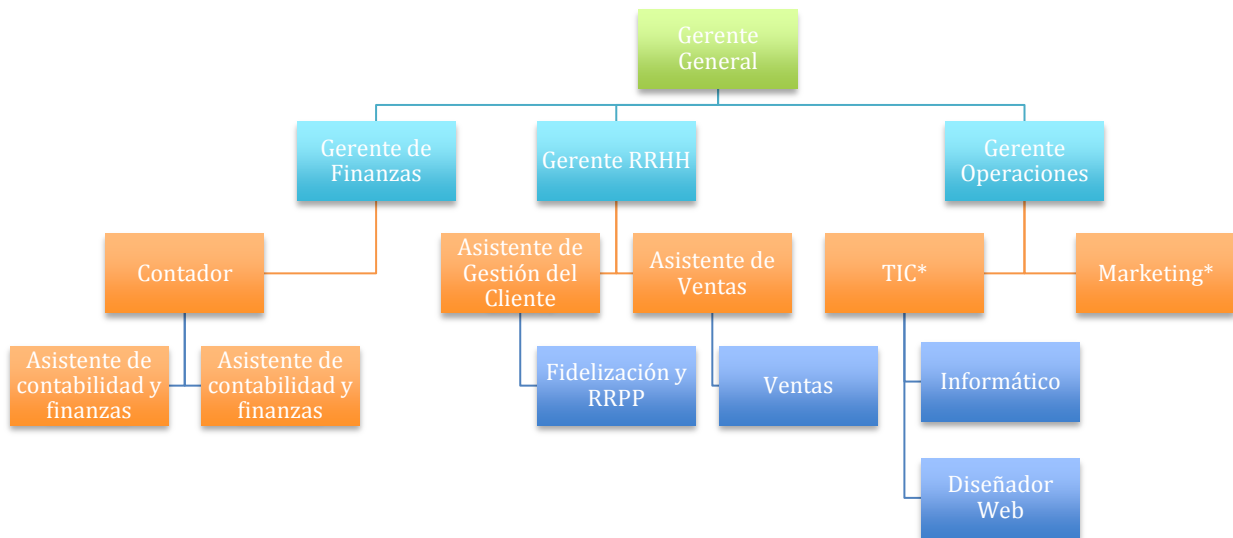 Gerente
General
Gerente de
Finanzas
Gerente RRHH
Gerente
Operaciones
Contador
Asistente de
Gestión del
Cliente
Asistente de
Ventas
TIC*
Marketing*
Asistente de
contabilidad y
finanzas
Asistente de
contabilidad y
finanzas
Fidelización y
RRPP
Ventas
Informático
Diseñador
Web